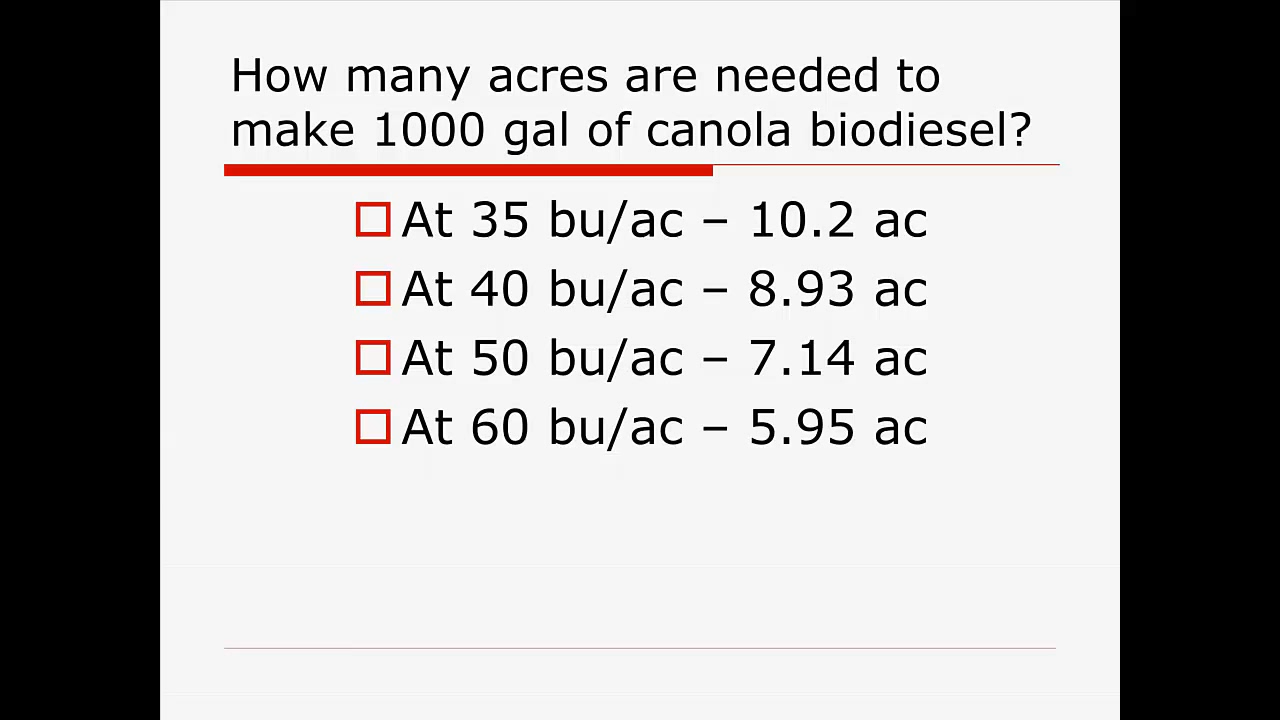 How many acres are needed to
make 1000 gal of canola biodiesel?
At 35 bu/ac – 10.2 ac
At 40 bu/ac – 8.93 ac
At 50 bu/ac – 7.14 ac
At 60 bu/ac – 5.95 ac